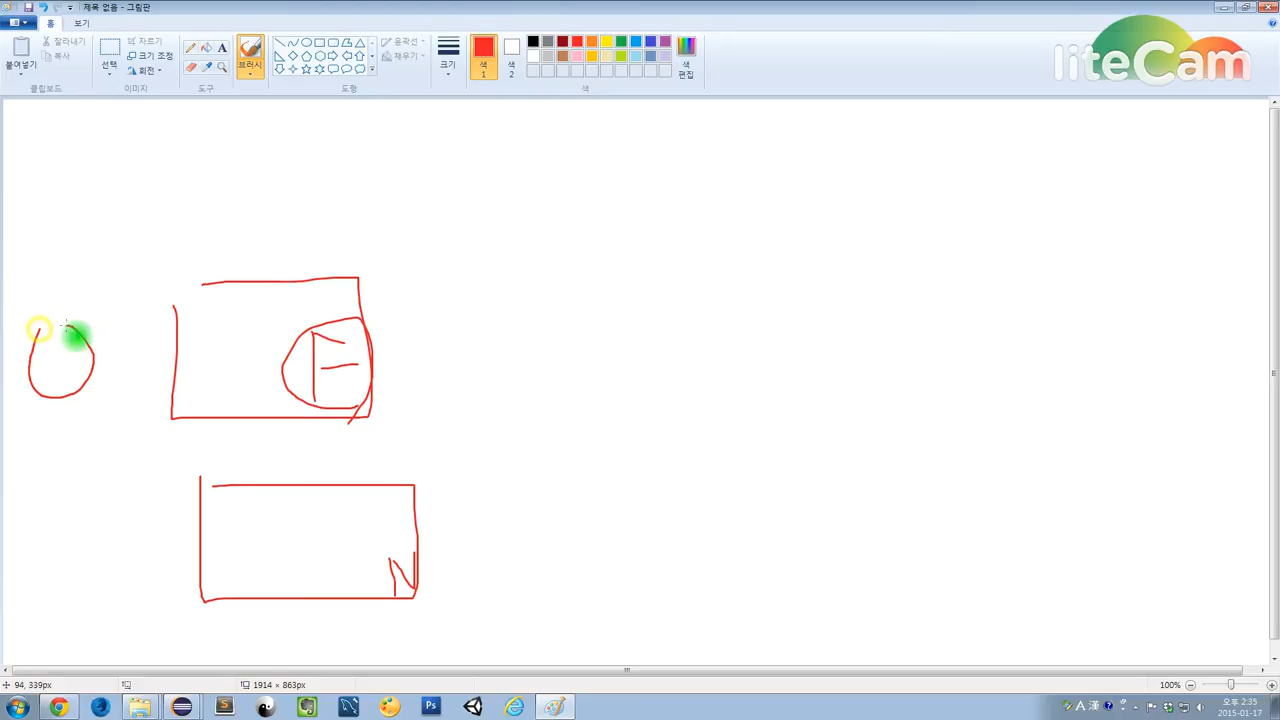 제목 없음 - 그림판
홈 보기
붙여넣기
잘라내기
복사
클립보드
선택
자르기
크기 조정
회전
이미지
A
도구
브러시
윤곽선
채우기
도형
크기
색
1
색
2
색
편집
색
liteCam
F
N
94, 339px
1914 × 863px
100%
A 漢
오후 2:35
2015-01-17